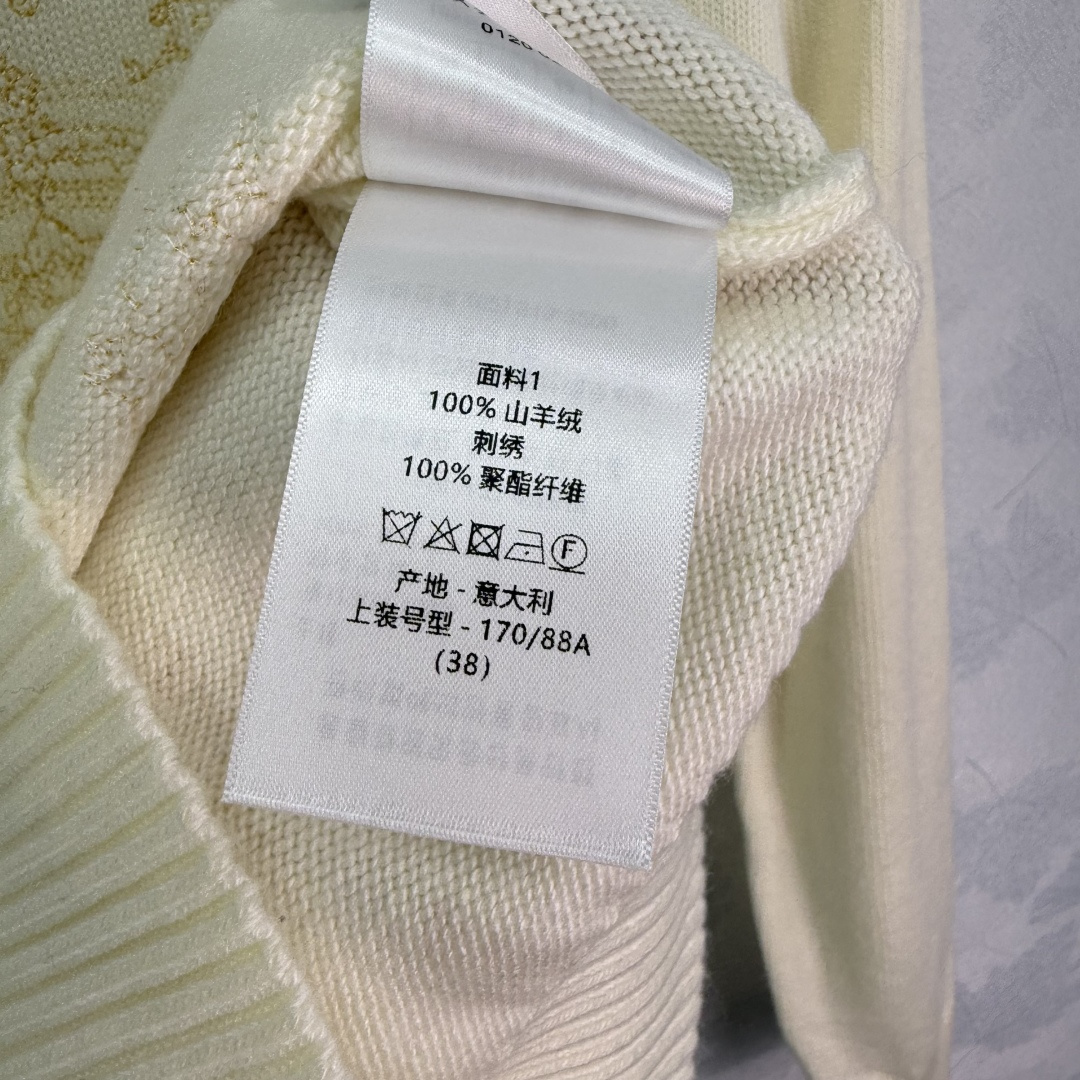 0120
面料1
100% 山羊绒
刺绣
100% 聚酯纤维
F
产地 - 意大利
上装号型 - 170/88A
(38)